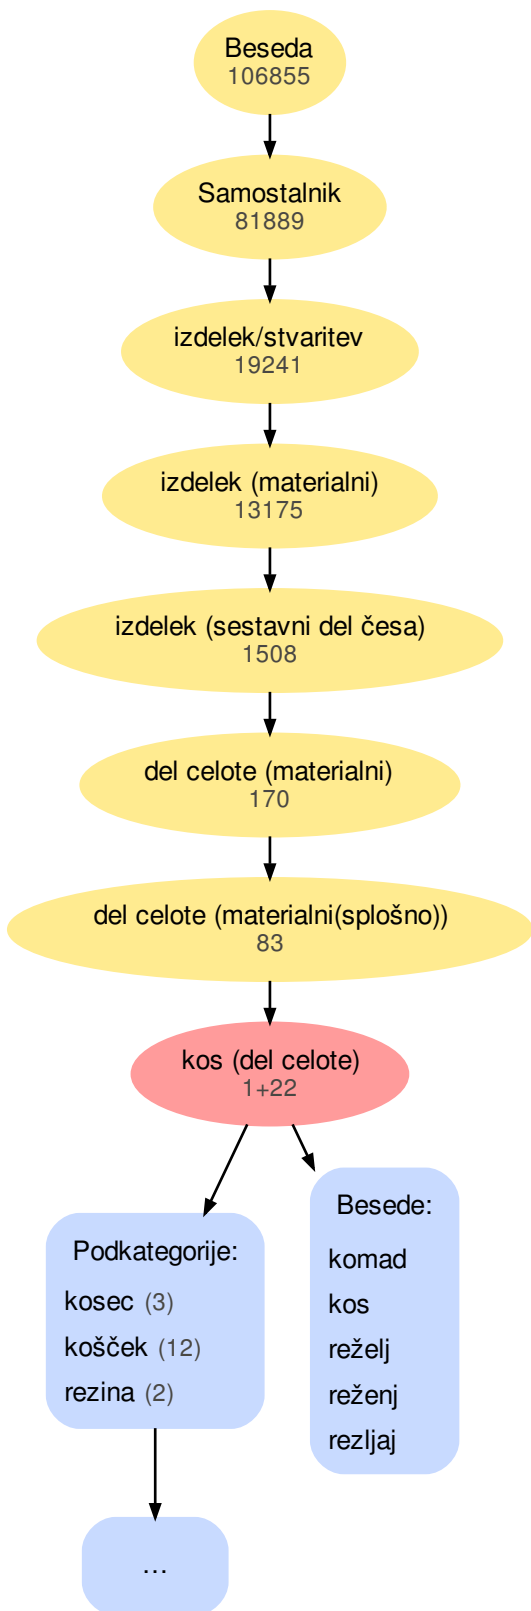 Beseda
106855
Samostalnik
81889
izdelek/stvaritev
19241
izdelek (materialni)
13175
izdelek (sestavni del česa)
1508
del celote (materialni)
170
del celote (materialni(splošno))
83
kos (del celote)
1+22
Podkategorije:
kosec (3)
košček (12)
rezina (2)
Besede:
komad
kos
reželj
reženj
rezljaj
...